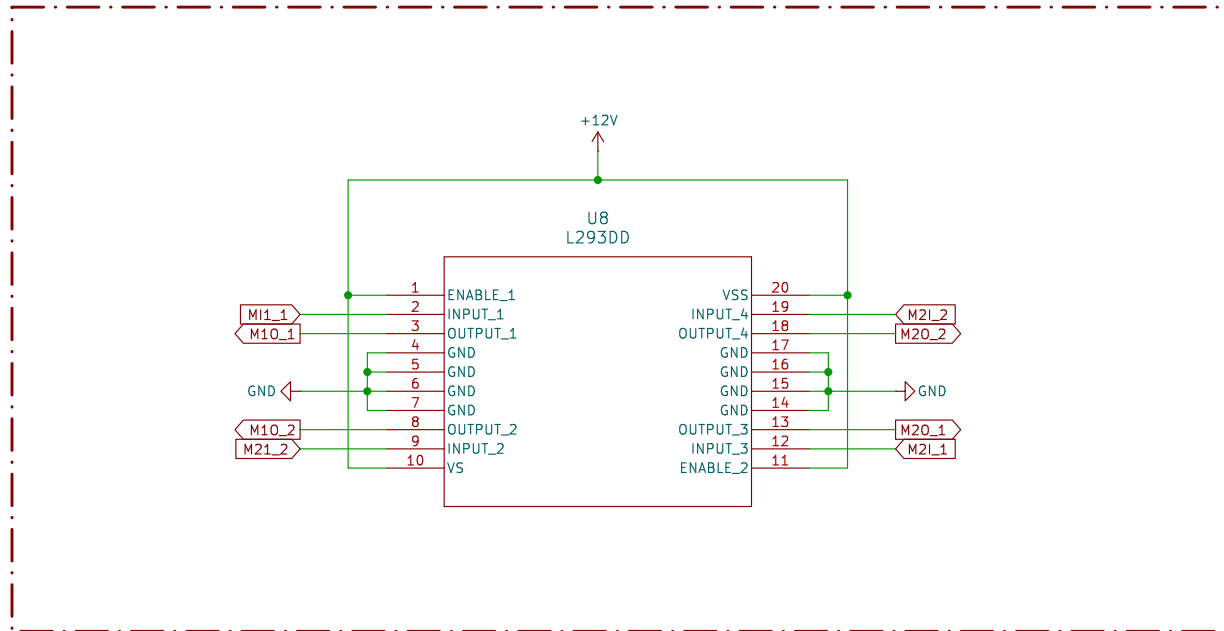 +12V
U8
L293DD
1 ENABLE_1 VSS 20
MI1_1 2 INPUT_1 INPUT_4 19 M2I_2
M1O_1 3 OUTPUT_1 OUTPUT_4 18 M2O_2
4 GND GND 17
5 GND GND 16
GND 6 GND GND 15 GND
7 GND GND 14
M1O_2 8 OUTPUT_2 OUTPUT_3 13 M2O_1
M21_2 9 INPUT_2 INPUT_3 12 M2I_1
10 VS ENABLE_2 11